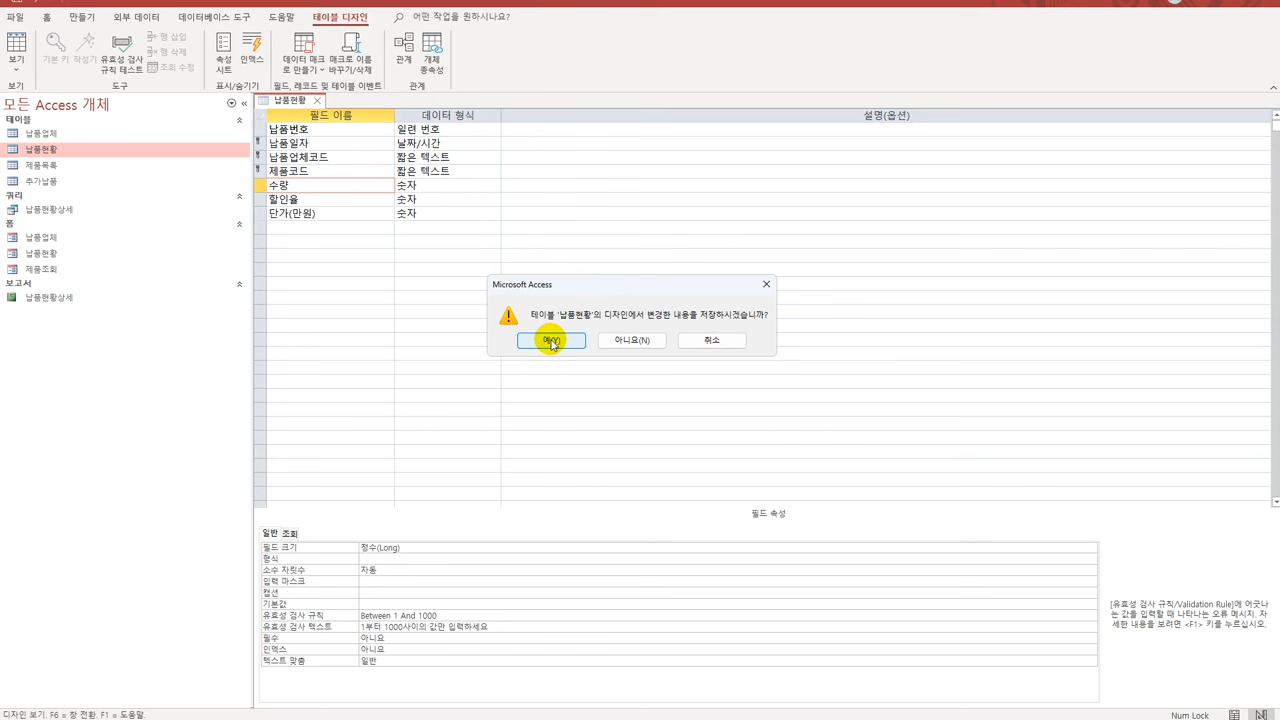 파일 홈 만들기 외부 데이터 데이터베이스 도구 도움말 테이블 디자인 어떤 작업을 원하시나요?
보기
기본 키
작성기
유효성 검사
규칙 테스트
행 삽입
행 삭제
조회 수정
속성
시트
인덱스
데이터 매크
로 만들기
매크로 이름
바꾸기/삭제
관계
개체
종속성
보기 도구 표시/숨기기 필드, 레코드 및 테이블 이벤트 관계
모든 Access 개체
테이블
납품업체
납품현황
제품목록
추가납품
쿼리
납품현황상세
폼
납품업체
납품현황
제품조회
보고서
납품현황상세
납품현황
필드 이름 데이터 형식 설명(옵션)
납품번호 일련 번호
납품일자 날짜/시간
납품업체코드 짧은 텍스트
제품코드 짧은 텍스트
수량 숫자
할인율 숫자
단가(만원) 숫자
Microsoft Access
테이블 '납품현황'의 디자인에서 변경한 내용을 저장하시겠습니까?
예(Y) 아니요(N) 취소
필드 속성
일반 조회
필드 크기 정수(Long)
형식
소수 자릿수 자동
입력 마스크
캡션
기본값
유효성 검사 규칙 Between 1 And 1000
유효성 검사 텍스트 1부터 1000사이의 값만 입력하세요
필수 아니요
인덱스 아니요
텍스트 맞춤 일반
[유효성 검사 규칙/Validation Rule]에 어긋나
는 값을 입력할 때 나타나는 오류 메시지. 자
세한 내용을 보려면 <F1> 키를 누르십시오.
디자인 보기. F6 = 창 전환. F1 = 도움말.
Num Lock